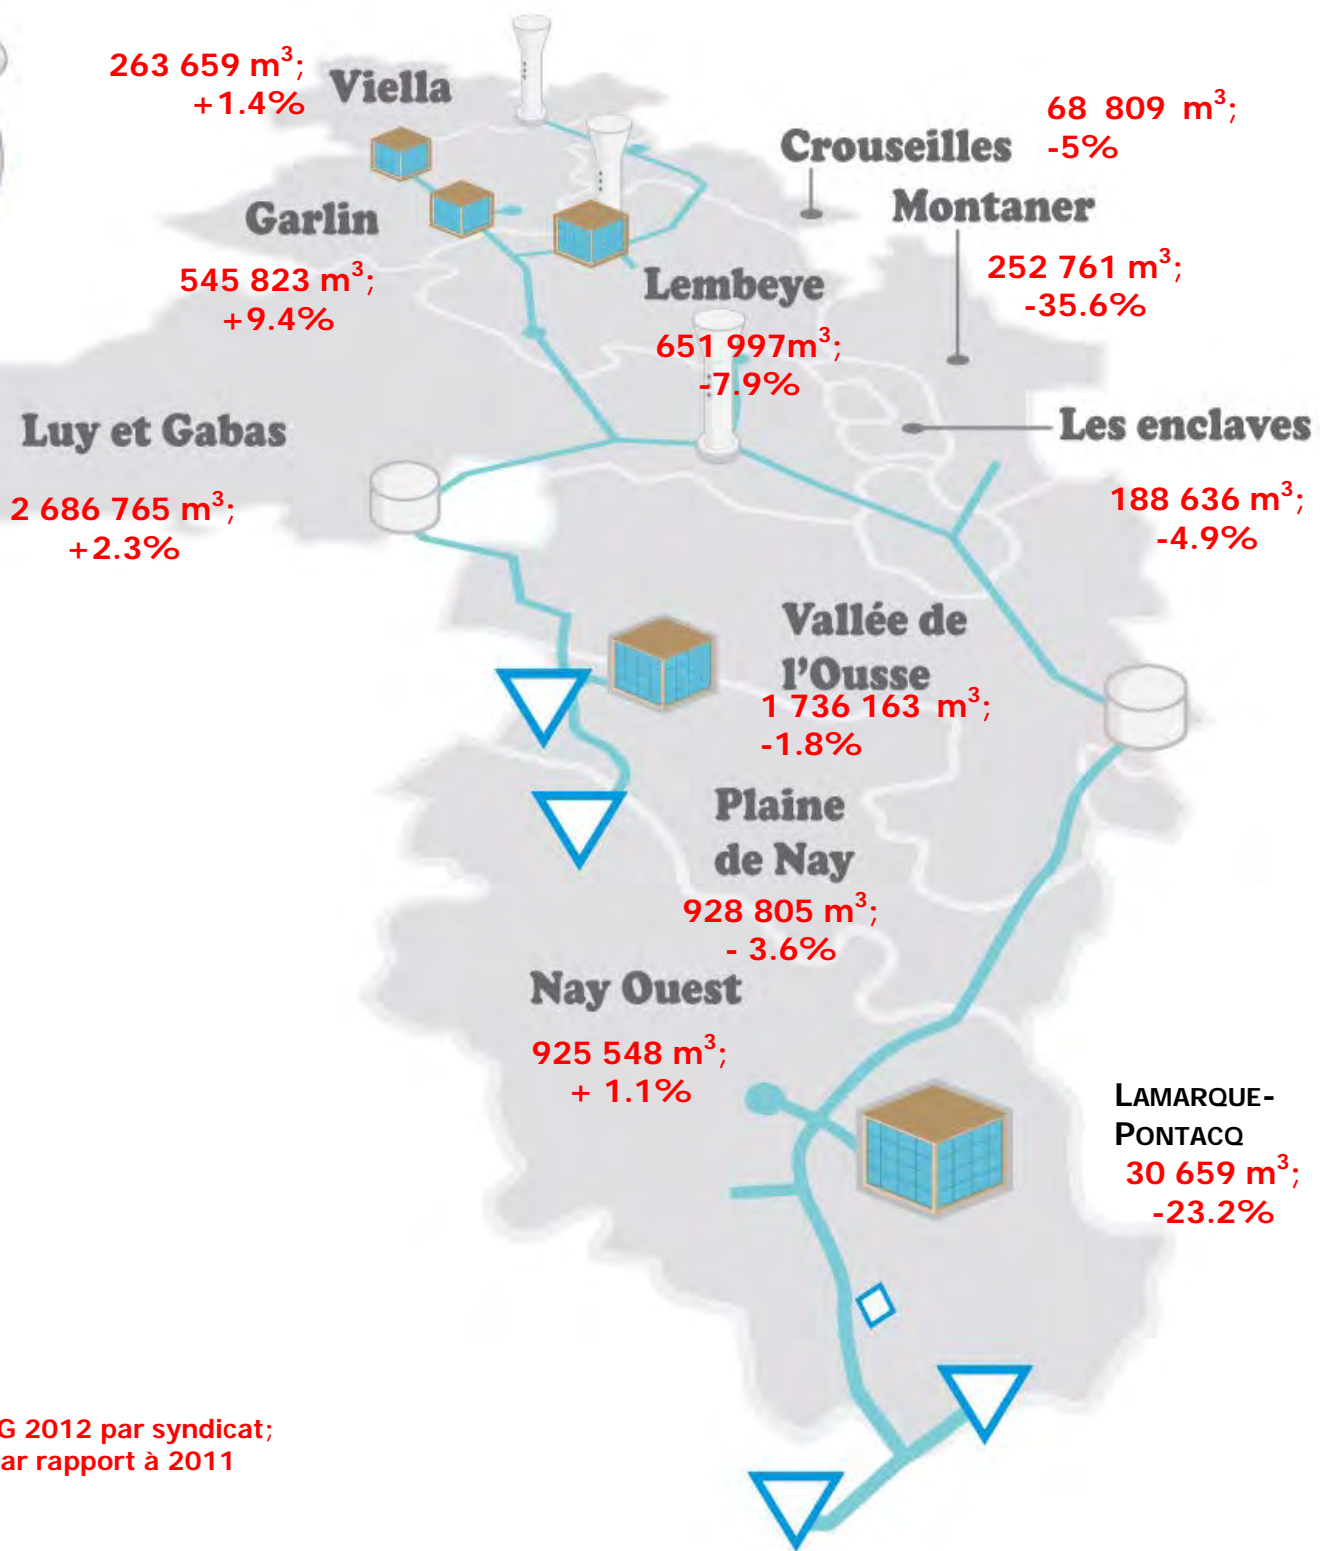 263 659 m³;
+1.4%
Viella
68 809 m³;
-5%
Crouseilles
Montaner
252 761 m³;
-35.6%
Garlin
545 823 m³;
+9.4%
Lembeye
651 997m³;
-7.9%
Luy et Gabas
2 686 765 m³;
+2.3%
Les enclaves
188 636 m³;
-4.9%
Vallée de
l'Ousse
1 736 163 m³;
-1.8%
Plaine
de Nay
928 805 m³;
- 3.6%
Nay Ouest
925 548 m³;
+ 1.1%
LAMARQUE-
PONTACQ
30 659 m³;
-23.2%
G 2012 par syndicat;
ar rapport à 2011